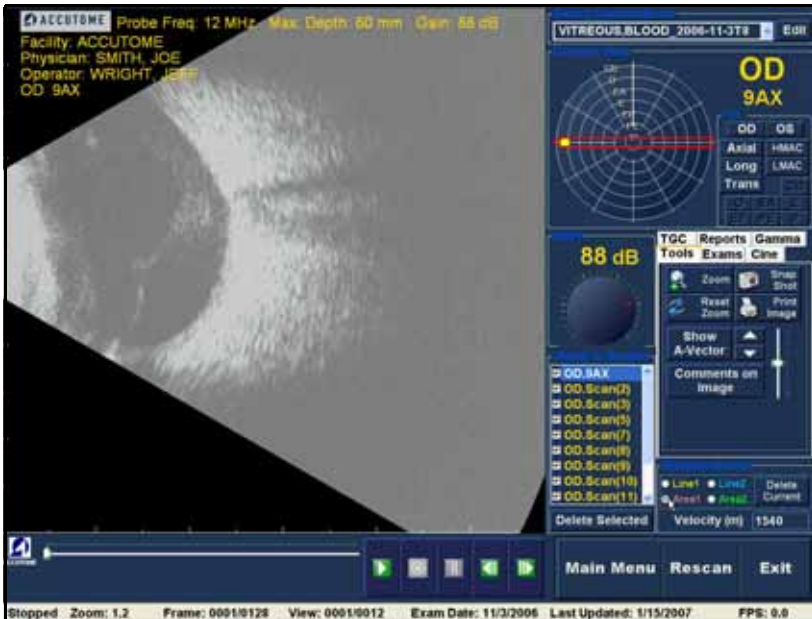 ACCUTOME Probe Freq: 12 MHz Max. Depth: 60 mm Gain: 88 dB
Facility: ACCUTOME
Physician: SMITH, JOE
Operator: WRIGHT, JEFF
OD 9AX
VITREOUS.BLOOD_2006-11-3T8 Edit
OD
9AX
OD OS
Axial HMAC
Long LMAC
Trans
88 dB
TGC Reports Gamma
Tools Exams Cine
Zoom Snap Shot
Reset Zoom Print Image
Show A-Vector
Comments on Image
OD.9AX
OD.Scan(2)
OD.Scan(3)
OD.Scan(5)
OD.Scan(7)
OD.Scan(8)
OD.Scan(9)
OD.Scan(10)
OD.Scan(11)
Delete Selected
Line1 Line2 Delete Current
Area1 Area2
Velocity (m) 1540
ACCUTOME
Main Menu Rescan Exit
Stopped Zoom: 1.2 Frame: 0001/0128 View: 0001/0012 Exam Date: 11/3/2006 Last Updated: 1/15/2007 FPS: 0.0